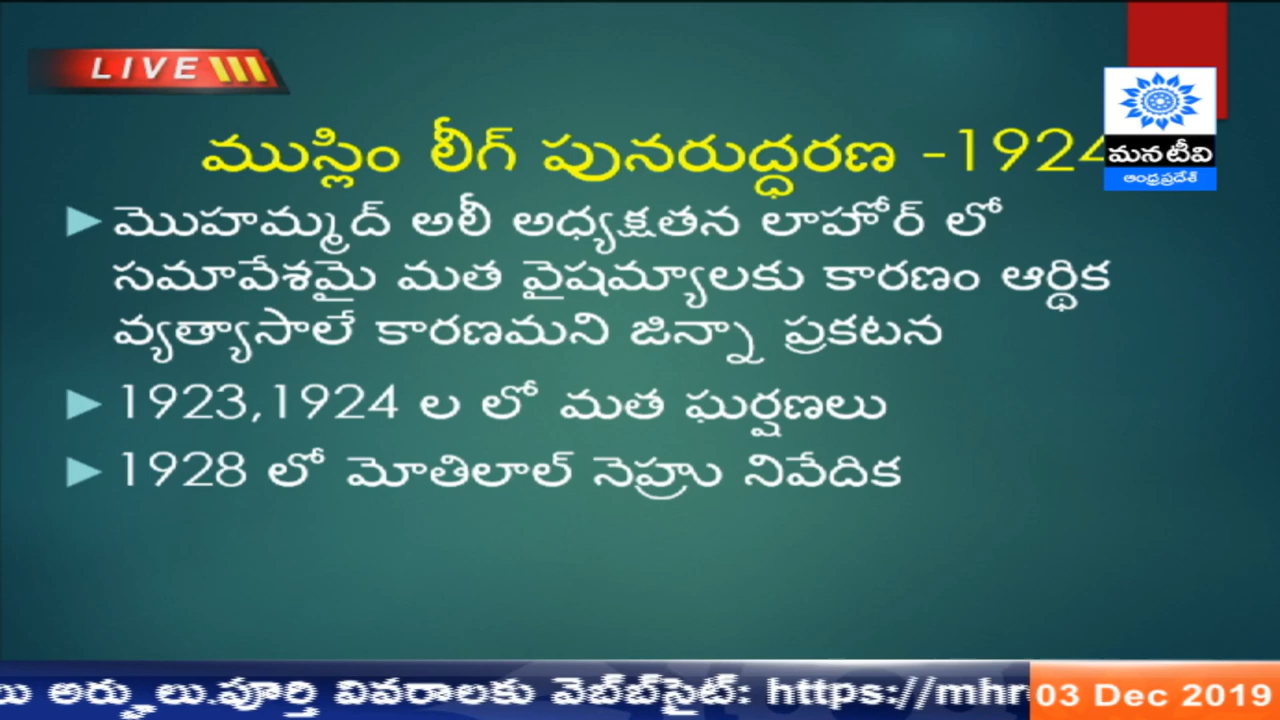 LIVE
ముస్లిం లీగ్ పునరుద్ధరణ -1924
మన టీవి
ఆంధ్రప్రదేశ్
మొహమ్మద్ అలీ అధ్యక్షతన లాహోర్ లో
సమావేశమై మత వైషమ్యాలకు కారణం ఆర్థిక
వ్యత్యాసాలే కారణమని జిన్నా ప్రకటన
1923,1924 ల లో మత ఘర్షణలు
1928 లో మోతిలాల్ నెహ్రు నివేదిక
అర్హులు.పూర్తి వివరాలకు వెబ్‌బ్‌సైట్: https://mhr
03 Dec 2019